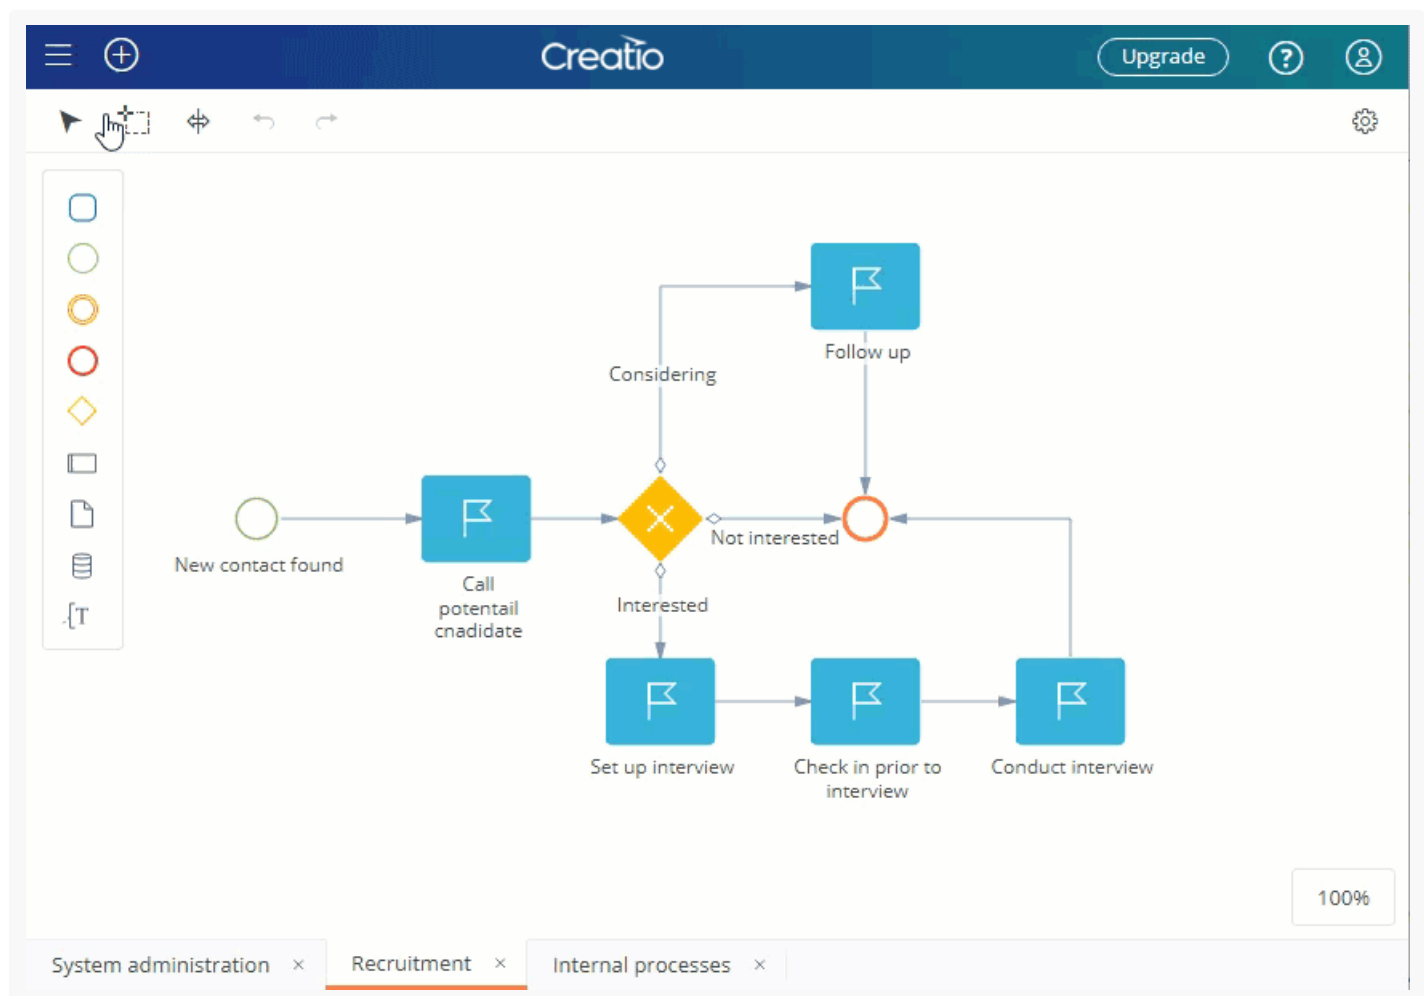 Creatio
Upgrade
?
Follow up
Considering
New contact found
Call
potentail
cnadidate
Not interested
Interested
Set up interview
Check in prior to
interview
Conduct interview
T
100%
System administration ×
Recruitment ×
Internal processes ×